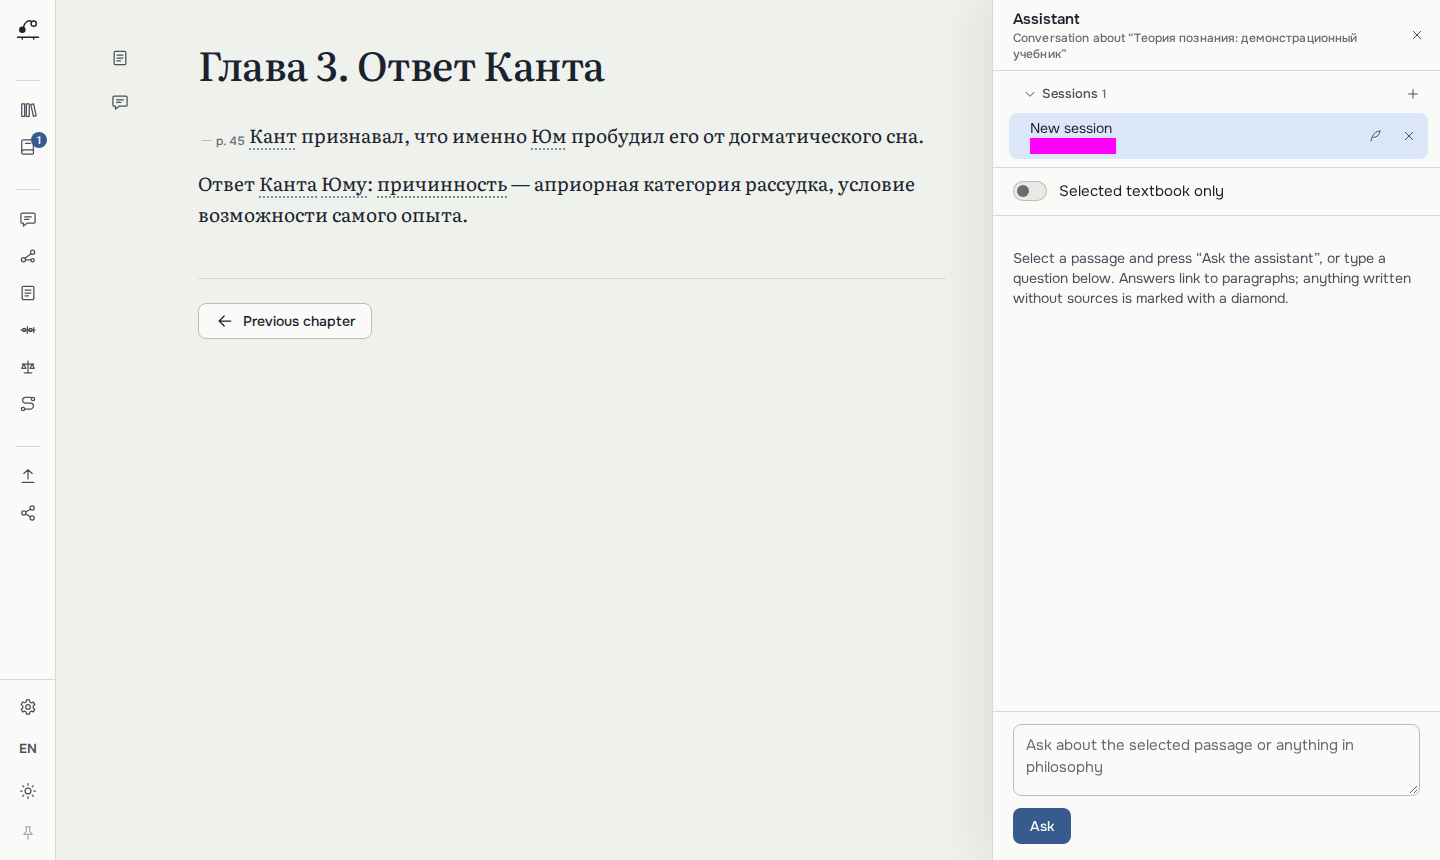 1
EN
Глава 3. Ответ Канта
— p. 45 Кант признавал, что именно Юм пробудил его от догматического сна.
Ответ Канта Юму: причинность — априорная категория рассудка, условие
возможности самого опыта.
Previous chapter
Assistant
Conversation about “Теория познания: демонстрационный
учебник”
Sessions 1
New session
Selected textbook only
Select a passage and press “Ask the assistant”, or type a
question below. Answers link to paragraphs; anything written
without sources is marked with a diamond.
Ask about the selected passage or anything in
philosophy
Ask